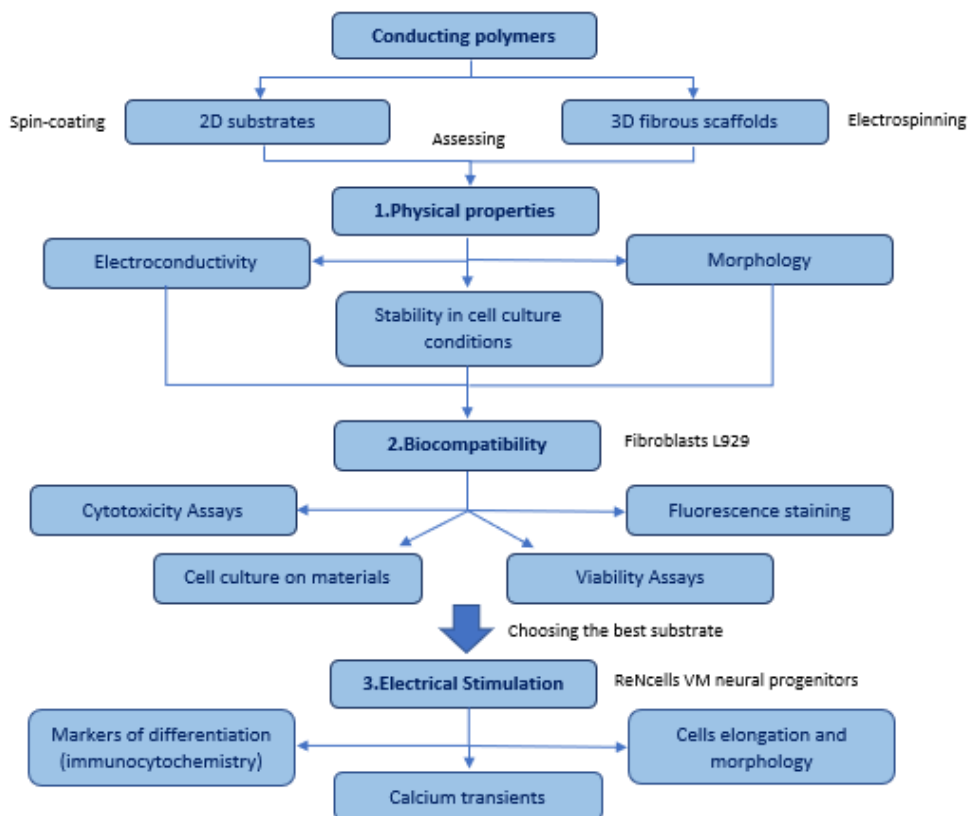 Conducting polymers
Spin-coating
2D substrates
3D fibrous scaffolds
Electrospinning
Assessing
1.Physical properties
Electroconductivity
Morphology
Stability in cell culture
conditions
2.Biocompatibility
Fibroblasts L929
Cytotoxicity Assays
Fluorescence staining
Cell culture on materials
Viability Assays
Choosing the best substrate
3.Electrical Stimulation
ReNcells VM neural progenitors
Markers of differentiation
(immunocytochemistry)
Cells elongation and
morphology
Calcium transients